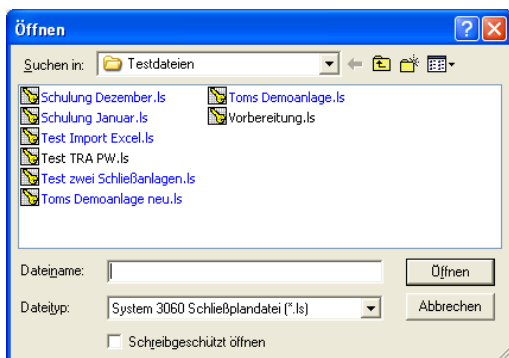 Öffnen
Suchen in: Testdateien
Schulung Dezember.ls Toms Demoanlage.ls
Schulung Januar.ls Vorbereitung.ls
Test Import Excel.ls
Test TRA PW.ls
Test zwei Schließanlagen.ls
Toms Demoanlage neu.ls
Dateiname: Öffnen
Dateityp: System 3060 Schließplandatei (*.ls) Abbrechen
Schreibgeschützt öffnen